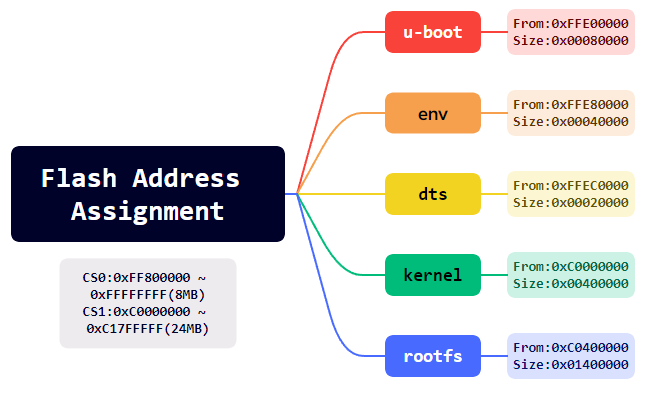 Flash Address
Assignment
CS0:0xFF800000 ~
0xFFFFFFFF(8MB)
CS1:0xC0000000 ~
0xC17FFFFF(24MB)
u-boot
From:0xFFE00000
Size:0x00080000
env
From:0xFFE80000
Size:0x00040000
dts
From:0xFFEC0000
Size:0x00020000
kernel
From:0xC0000000
Size:0x00400000
rootfs
From:0xC0400000
Size:0x01400000